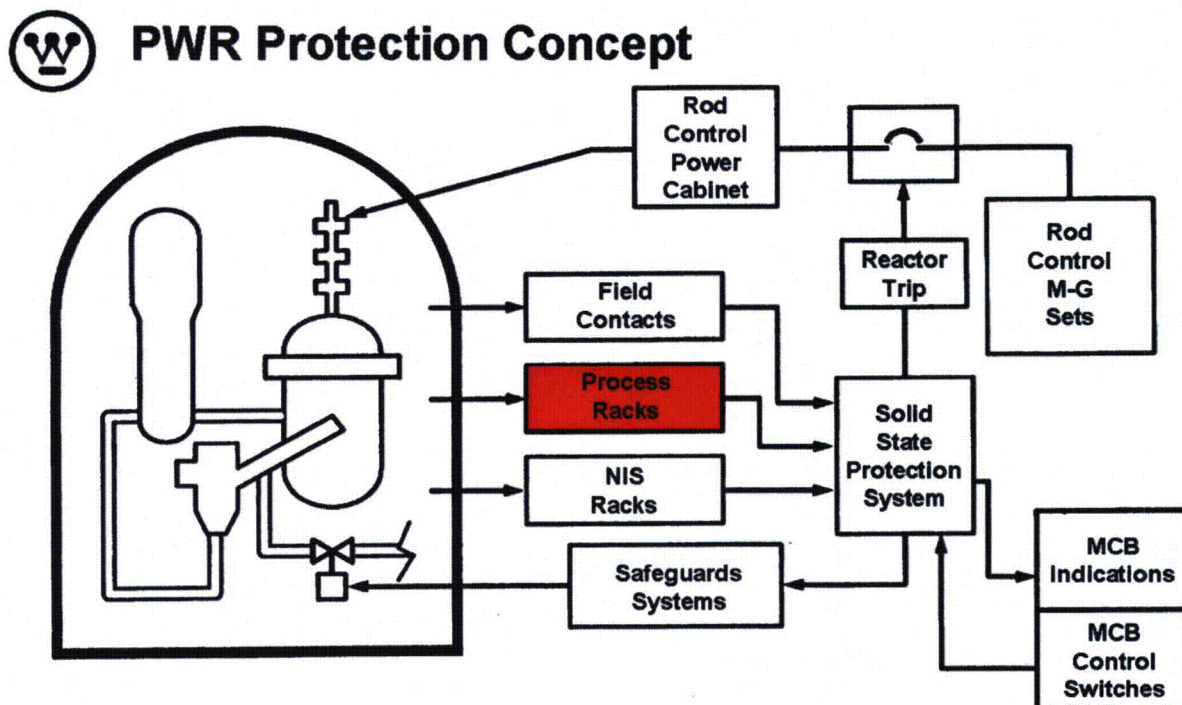 PWR Protection Concept
Rod
Control
Power
Cabinet
Reactor
Trip
Rod
Control
M-G
Sets
Field
Contacts
Process
Racks
NIS
Racks
Solid
State
Protection
System
Safeguards
Systems
MCB
Indications
MCB
Control
Switches